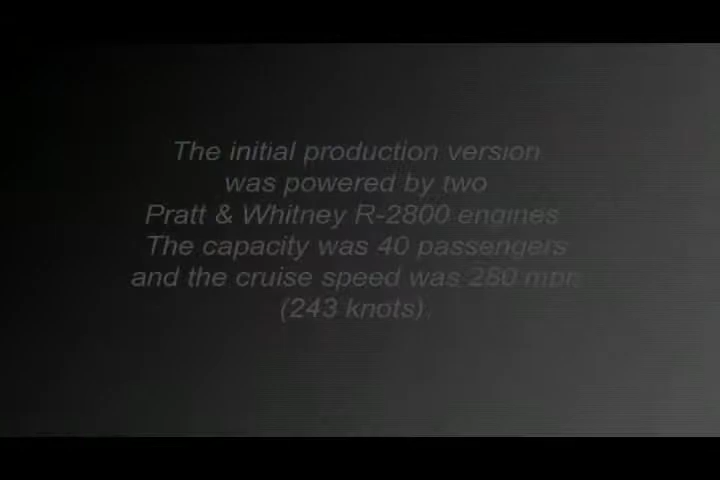 The initial production version
was powered by two
Pratt & Whitney R-2800 engines
The capacity was 40 passengers
and the cruise speed was 280 mph
(243 knots).